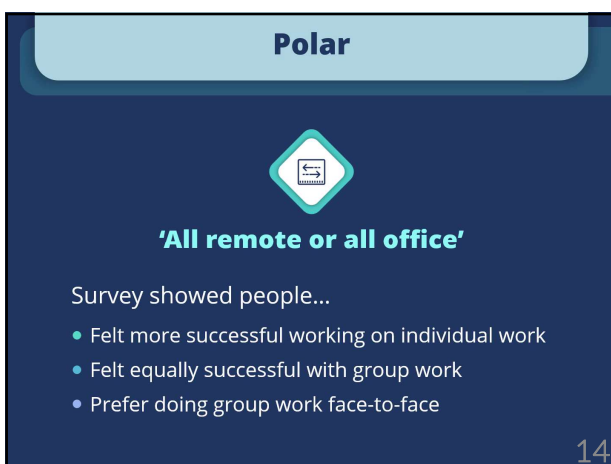 Polar
‘All remote or all office’
Survey showed people...
• Felt more successful working on individual work
• Felt equally successful with group work
• Prefer doing group work face-to-face
14